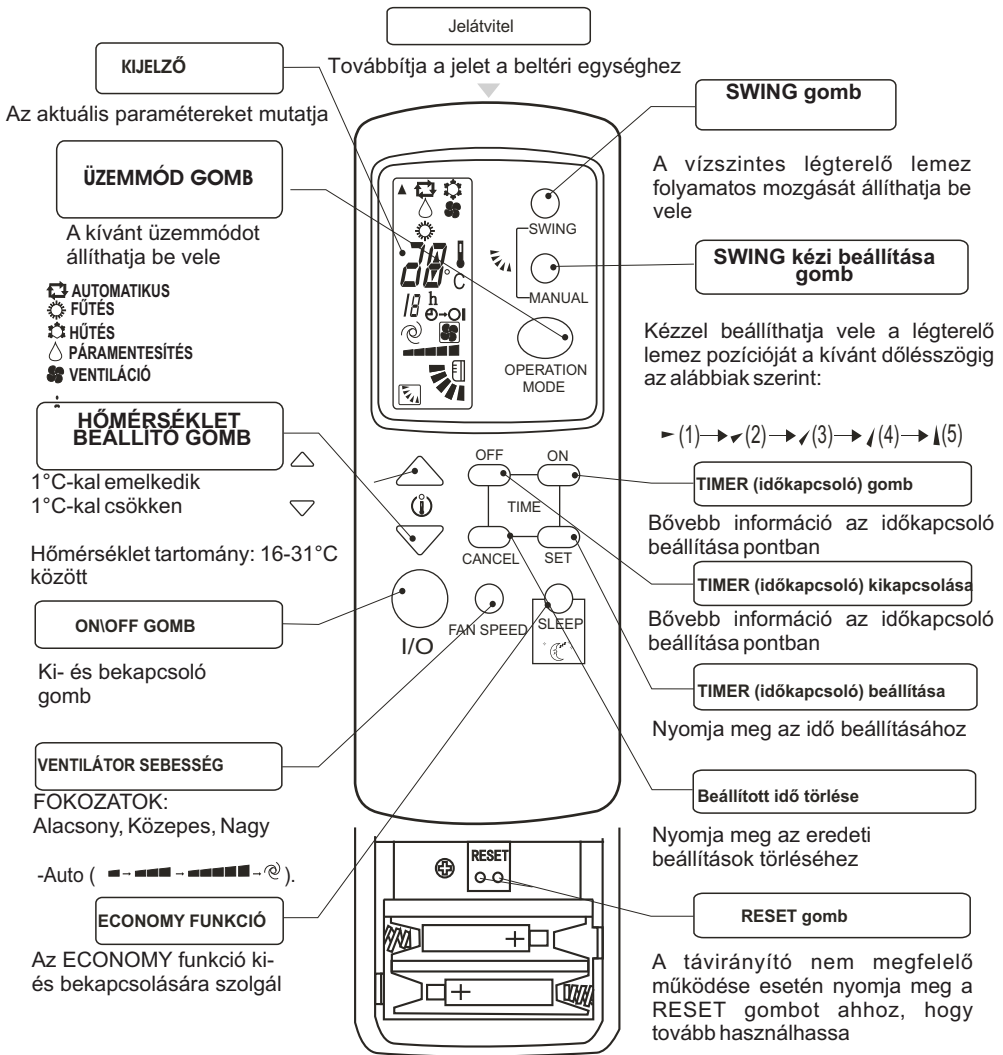 Jelátvitel
Továbbítja a jelet a beltéri egységhez
KIJELZŐ
Az aktuális paramétereket mutatja
ÜZEMMÓD GOMB
A kívánt üzemmódot
állíthatja be vele
AUTOMATIKUS
FŰTÉS
HŰTÉS
PÁRAMENTESÍTÉS
VENTILÁCIÓ
HŐMÉRSÉKLET
BEÁLLÍTÓ GOMB
1°C-kal emelkedik
1°C-kal csökken
Hőmérséklet tartomány: 16-31°C
között
ON\OFF GOMB
Ki- és bekapcsoló
gomb
VENTILÁTOR SEBESSÉG
FOKOZATOK:
Alacsony, Közepes, Nagy
-Auto ( - - - ).
ECONOMY FUNKCIÓ
Az ECONOMY funkció ki-
és bekapcsolására szolgál
28°C
18 h
SWING
MANUAL
OPERATION
MODE
OFF ON
TIME
CANCEL SET
I/O
FAN SPEED
SLEEP
RESET
+
+
SWING gomb
A vízszintes légterelő lemez
folyamatos mozgását állíthatja be
vele
SWING kézi beállítása
gomb
Kézzel beállíthatja vele a légterelő
lemez pozícióját a kívánt dőlésszögig
az alábbiak szerint:
(1) (2) (3) (4) (5)
TIMER (időkapcsoló) gomb
Bővebb információ az időkapcsoló
beállítása pontban
TIMER (időkapcsoló) kikapcsolása
Bővebb információ az időkapcsoló
beállítása pontban
TIMER (időkapcsoló) beállítása
Nyomja meg az idő beállításához
Beállított idő törlése
Nyomja meg az eredeti
beállítások törléséhez
RESET gomb
A távirányító nem megfelelő
működése esetén nyomja meg a
RESET gombot ahhoz, hogy
tovább használhassa